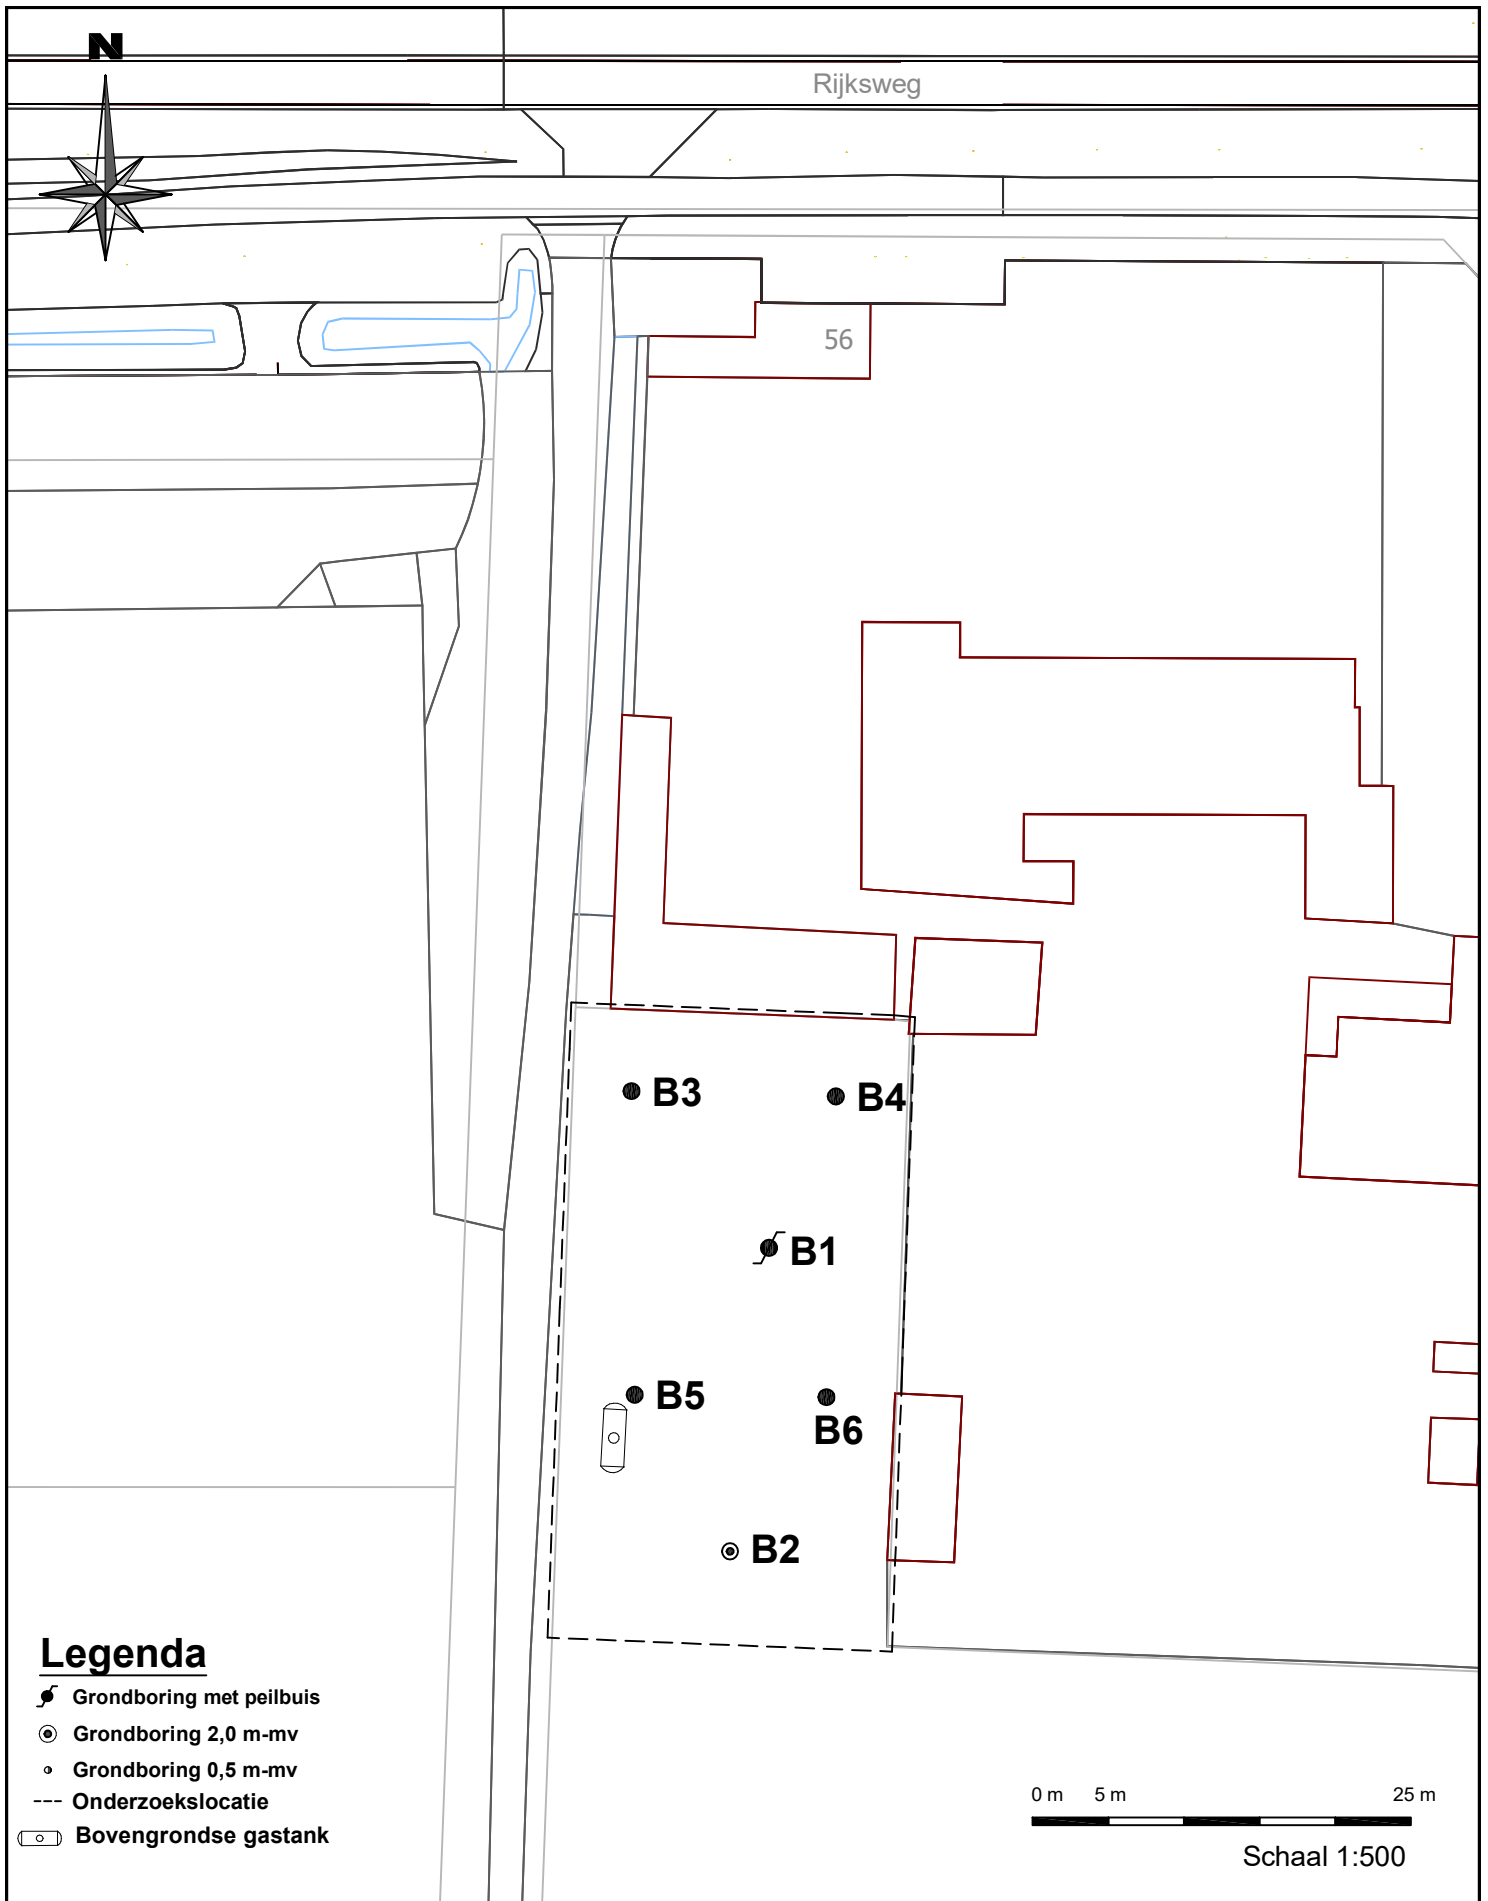 N
Rijksweg
56
B3
B4
B1
B5
B6
B2
Legenda
Grondboring met peilbuis
Grondboring 2,0 m-mv
Grondboring 0,5 m-mv
Onderzoekslocatie
Bovengrondse gastank
0 m 5 m 25 m
Schaal 1:500